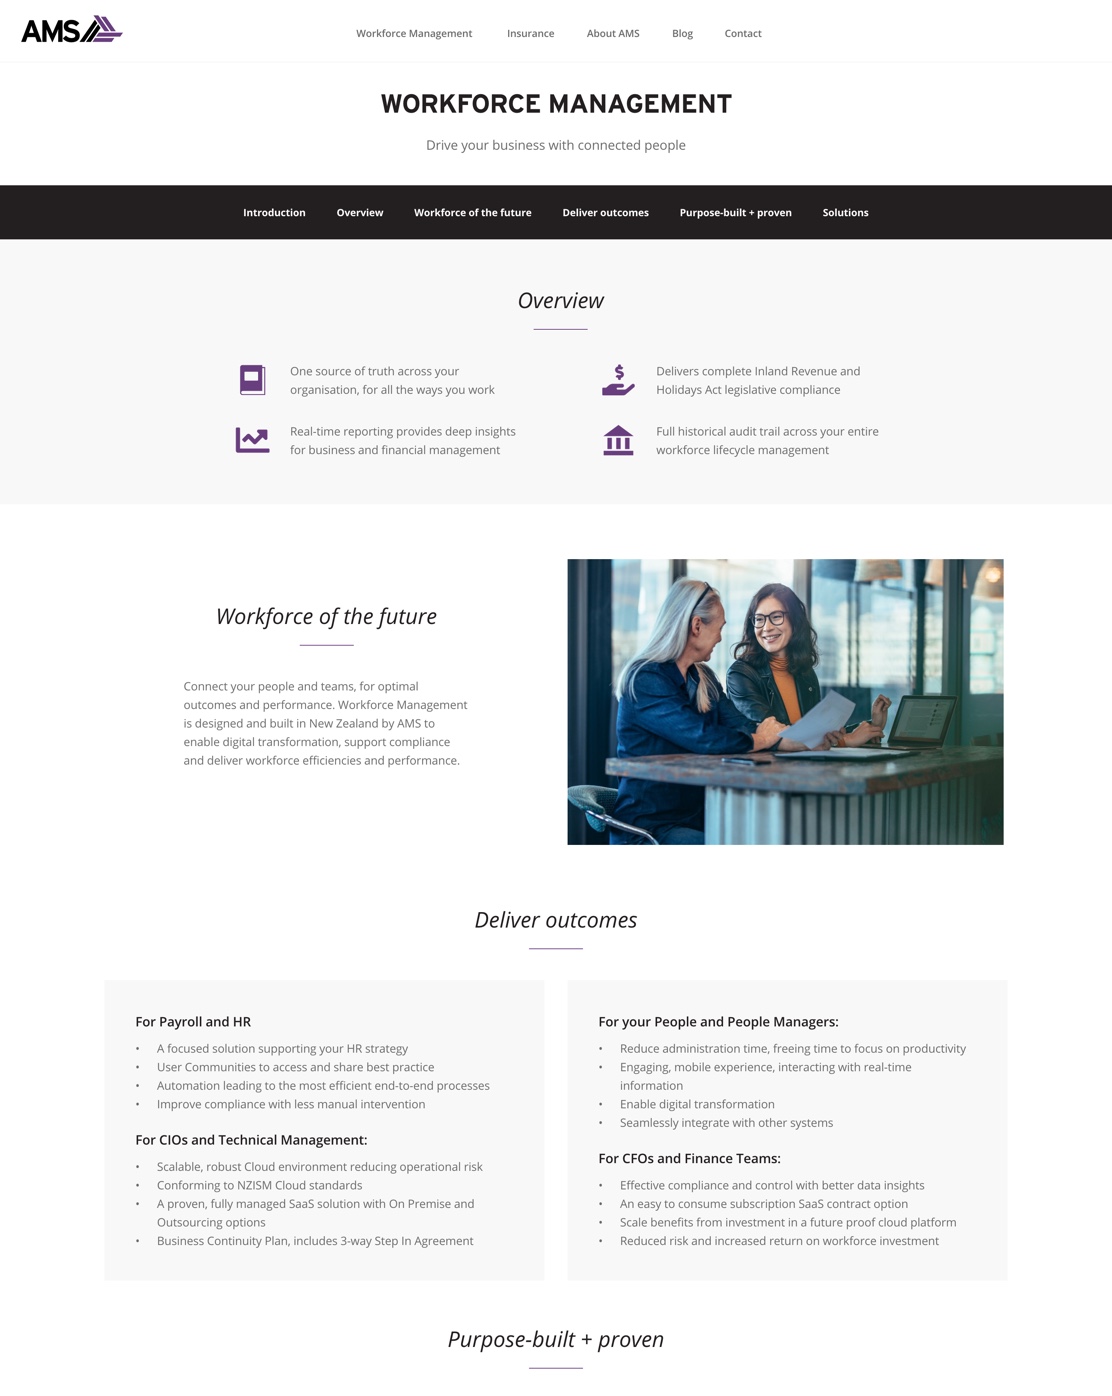 AMS
Workforce Management
Insurance
About AMS
Blog
Contact
WORKFORCE MANAGEMENT
Drive your business with connected people
Introduction
Overview
Workforce of the future
Deliver outcomes
Purpose-built + proven
Solutions
Overview
One source of truth across your
organisation, for all the ways you work
Delivers complete Inland Revenue and
Holidays Act legislative compliance
Real-time reporting provides deep insights
for business and financial management
Full historical audit trail across your entire
workforce lifecycle management
Workforce of the future
Connect your people and teams, for optimal
outcomes and performance. Workforce Management
is designed and built in New Zealand by AMS to
enable digital transformation, support compliance
and deliver workforce efficiencies and performance.
Deliver outcomes
For Payroll and HR
• A focused solution supporting your HR strategy
• User Communities to access and share best practice
• Automation leading to the most efficient end-to-end processes
• Improve compliance with less manual intervention
For CIOs and Technical Management:
• Scalable, robust Cloud environment reducing operational risk
• Conforming to NZISM Cloud standards
• A proven, fully managed SaaS solution with On Premise and
Outsourcing options
• Business Continuity Plan, includes 3-way Step In Agreement
For your People and People Managers:
• Reduce administration time, freeing time to focus on productivity
• Engaging, mobile experience, interacting with real-time
information
• Enable digital transformation
• Seamlessly integrate with other systems
For CFOs and Finance Teams:
• Effective compliance and control with better data insights
• An easy to consume subscription SaaS contract option
• Scale benefits from investment in a future proof cloud platform
• Reduced risk and increased return on workforce investment
Purpose-built + proven